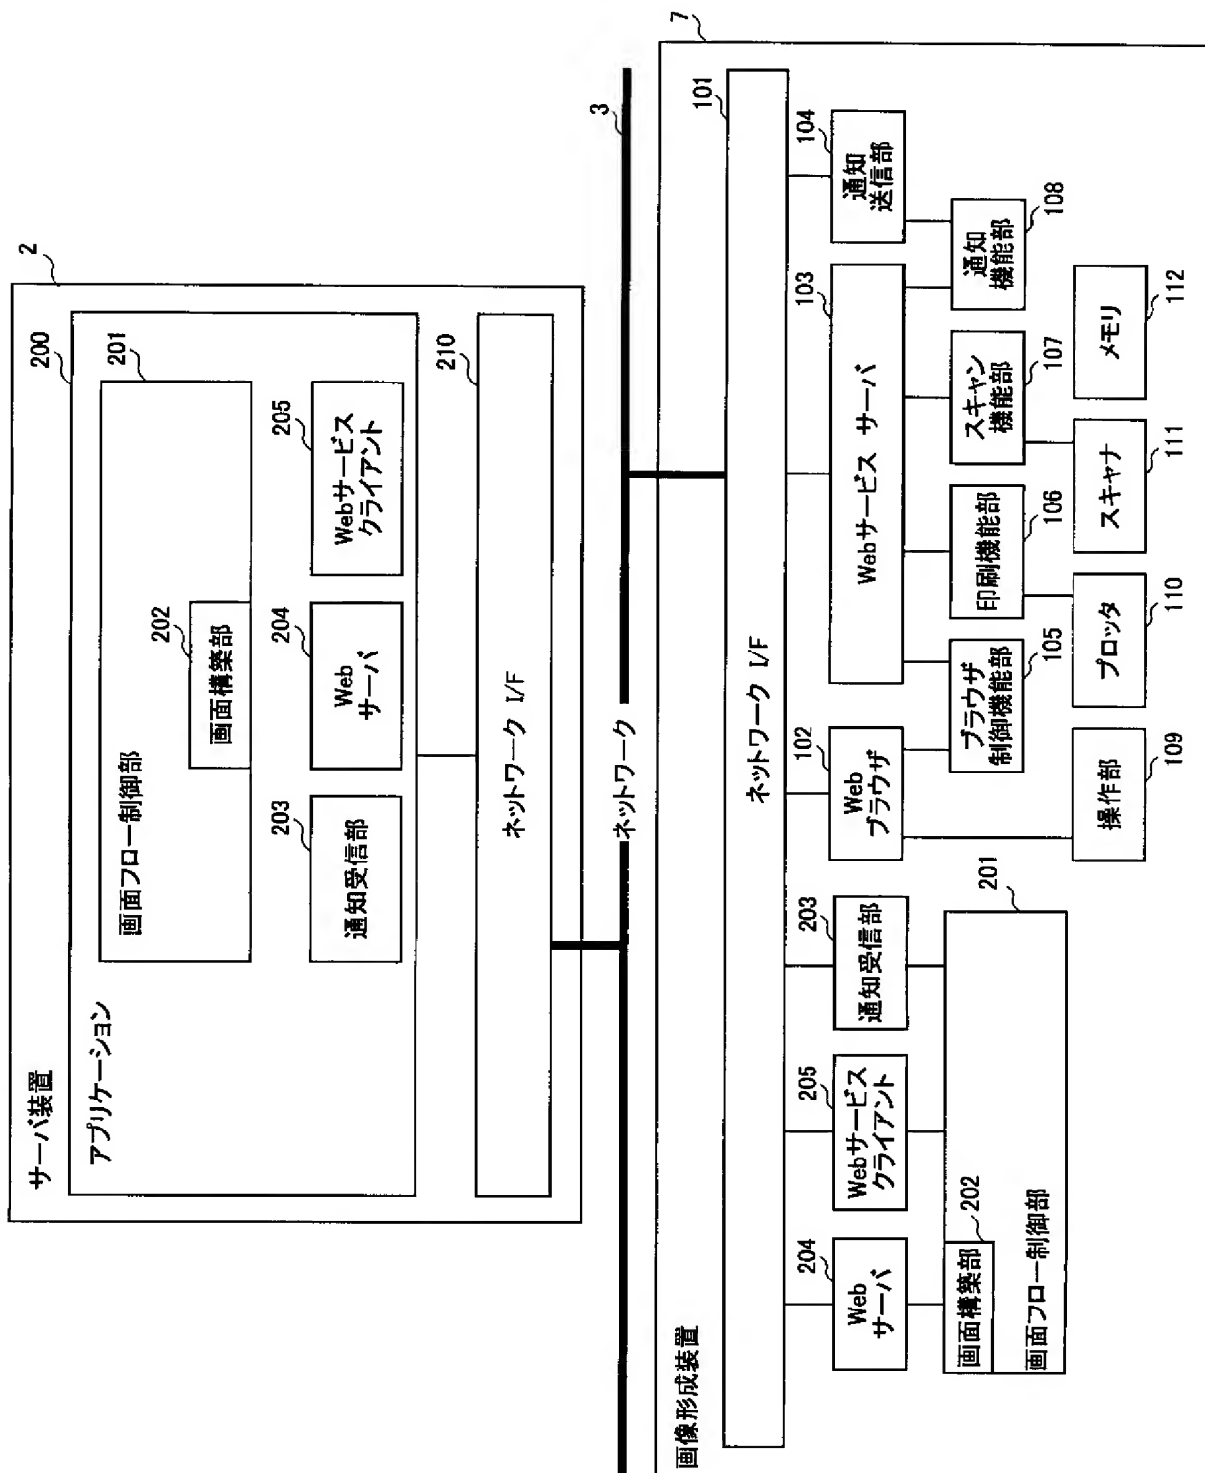 サーバ装置
2
アプリケーション
200
画面フロー制御部
201
画面構築部
202
通知受信部
203
Web
サーバ
204
Webサービス
クライアント
205
ネットワーク I/F
210
ネットワーク
3
画像形成装置
7
ネットワーク I/F
101
Web
サーバ
204
Webサービス
クライアント
205
通知受信部
203
Web
ブラウザ
102
Webサービス サーバ
103
通知
送信部
104
画面構築部
202
画面フロー制御部
201
ブラウザ
制御機能部
105
印刷機能部
106
スキャン
機能部
107
通知
機能部
108
操作部
109
プロッタ
110
スキャナ
111
メモリ
112